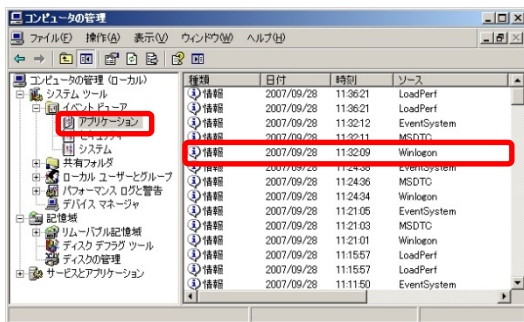 コンピュータの管理
ファイル(F) 操作(A) 表示(V) ウィンドウ(W) ヘルプ(H)
コンピュータの管理 (ローカル)
システム ツール
イベント ビューア
アプリケーション
セキュリティ
システム
共有フォルダ
ローカル ユーザーとグループ
パフォーマンス ログと警告
デバイス マネージャ
記憶域
リムーバブル記憶域
ディスク デフラグ ツール
ディスクの管理
サービスとアプリケーション
種類 日付 時刻 ソース
情報 2007/09/28 11:36:21 LoadPerf
情報 2007/09/28 11:36:21 LoadPerf
情報 2007/09/28 11:32:12 EventSystem
情報 2007/09/28 11:32:11 MSDTC
情報 2007/09/28 11:32:09 Winlogon
情報 2007/09/28 11:24:38 EventSystem
情報 2007/09/28 11:24:36 MSDTC
情報 2007/09/28 11:24:34 Winlogon
情報 2007/09/28 11:21:05 EventSystem
情報 2007/09/28 11:21:03 MSDTC
情報 2007/09/28 11:21:01 Winlogon
情報 2007/09/28 11:15:57 LoadPerf
情報 2007/09/28 11:15:57 LoadPerf
情報 2007/09/28 11:11:50 EventSystem